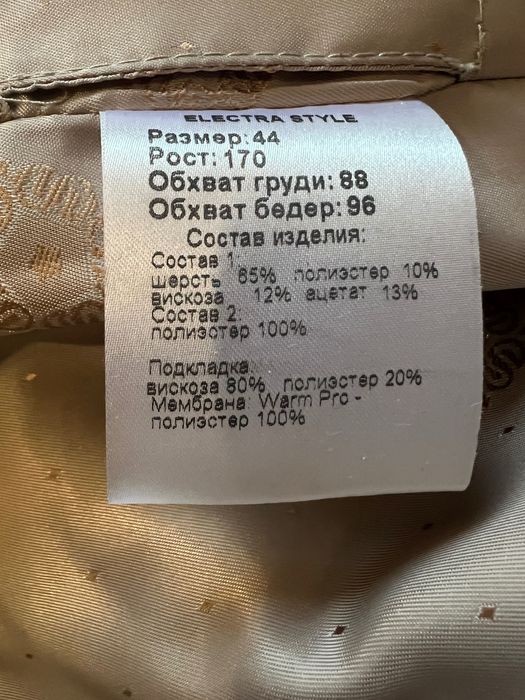 ELECTRA STYLE
Размер: 44
Рост: 170
Обхват груди: 88
Обхват бедер: 96
Состав изделия:
Состав 1:
шерсть 65% полиэстер 10%
вискоза 12% ацетат 13%
Состав 2:
полиэстер 100%
Подкладка:
вискоза 80% полиэстер 20%
Мембрана: Warm Pro -
полиэстер 100%